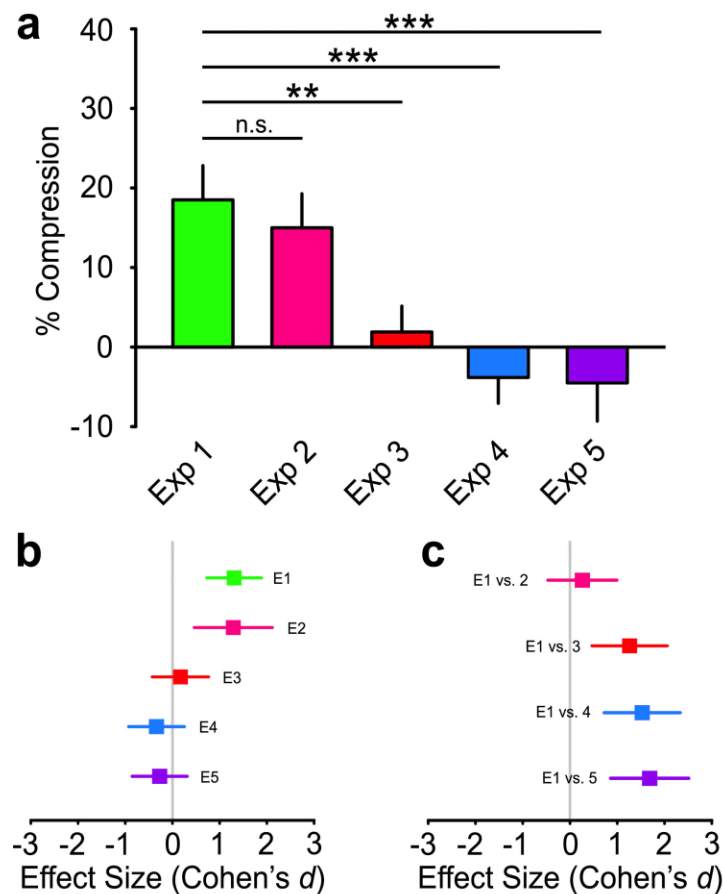 a
40
30
20
10
0
-10
% Compression
***
***
**
n.s.
Exp 1
Exp 2
Exp 3
Exp 4
Exp 5
b
E1
E2
E3
E4
E5
-3 -2 -1 0 1 2 3
Effect Size (Cohen's d)
c
E1 vs. 2
E1 vs. 3
E1 vs. 4
E1 vs. 5
-3 -2 -1 0 1 2 3
Effect Size (Cohen's d)